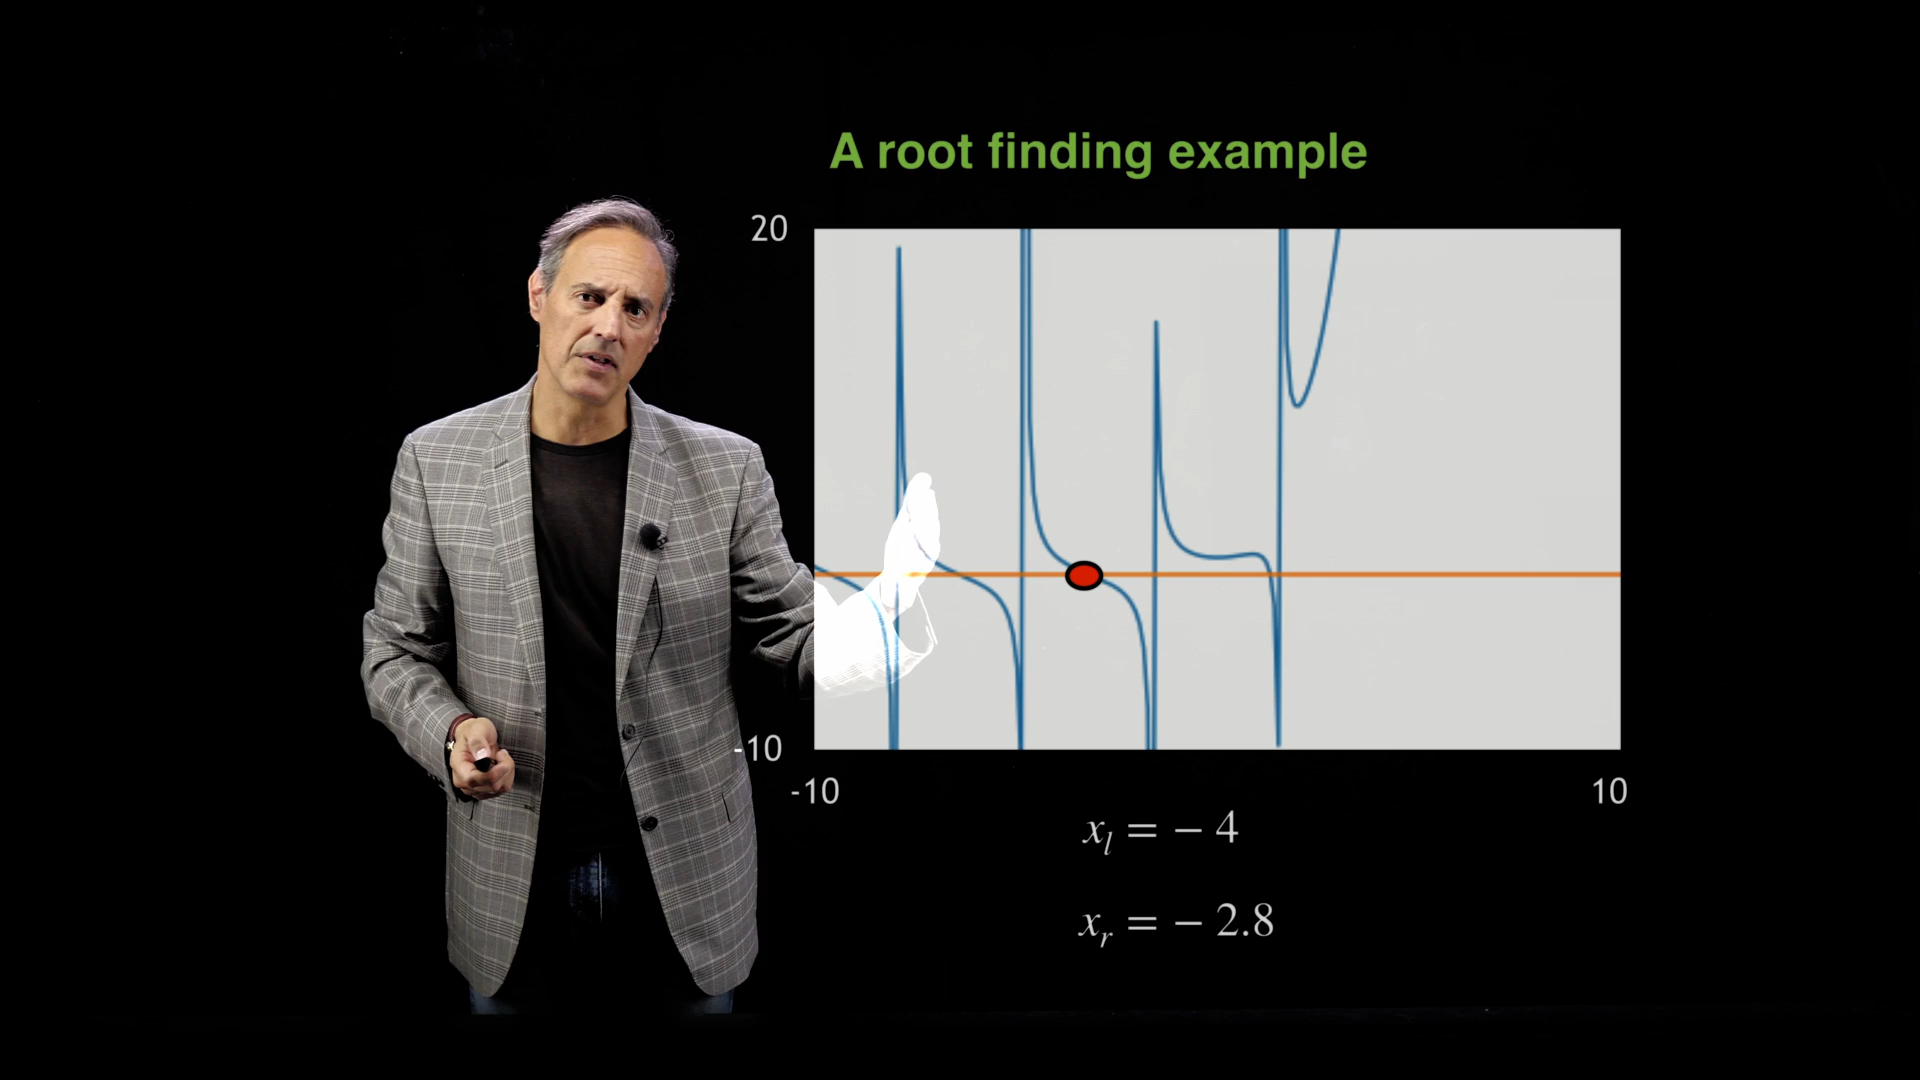 A root finding example
20
-10
-10
10
x_l = − 4
x_r = − 2.8